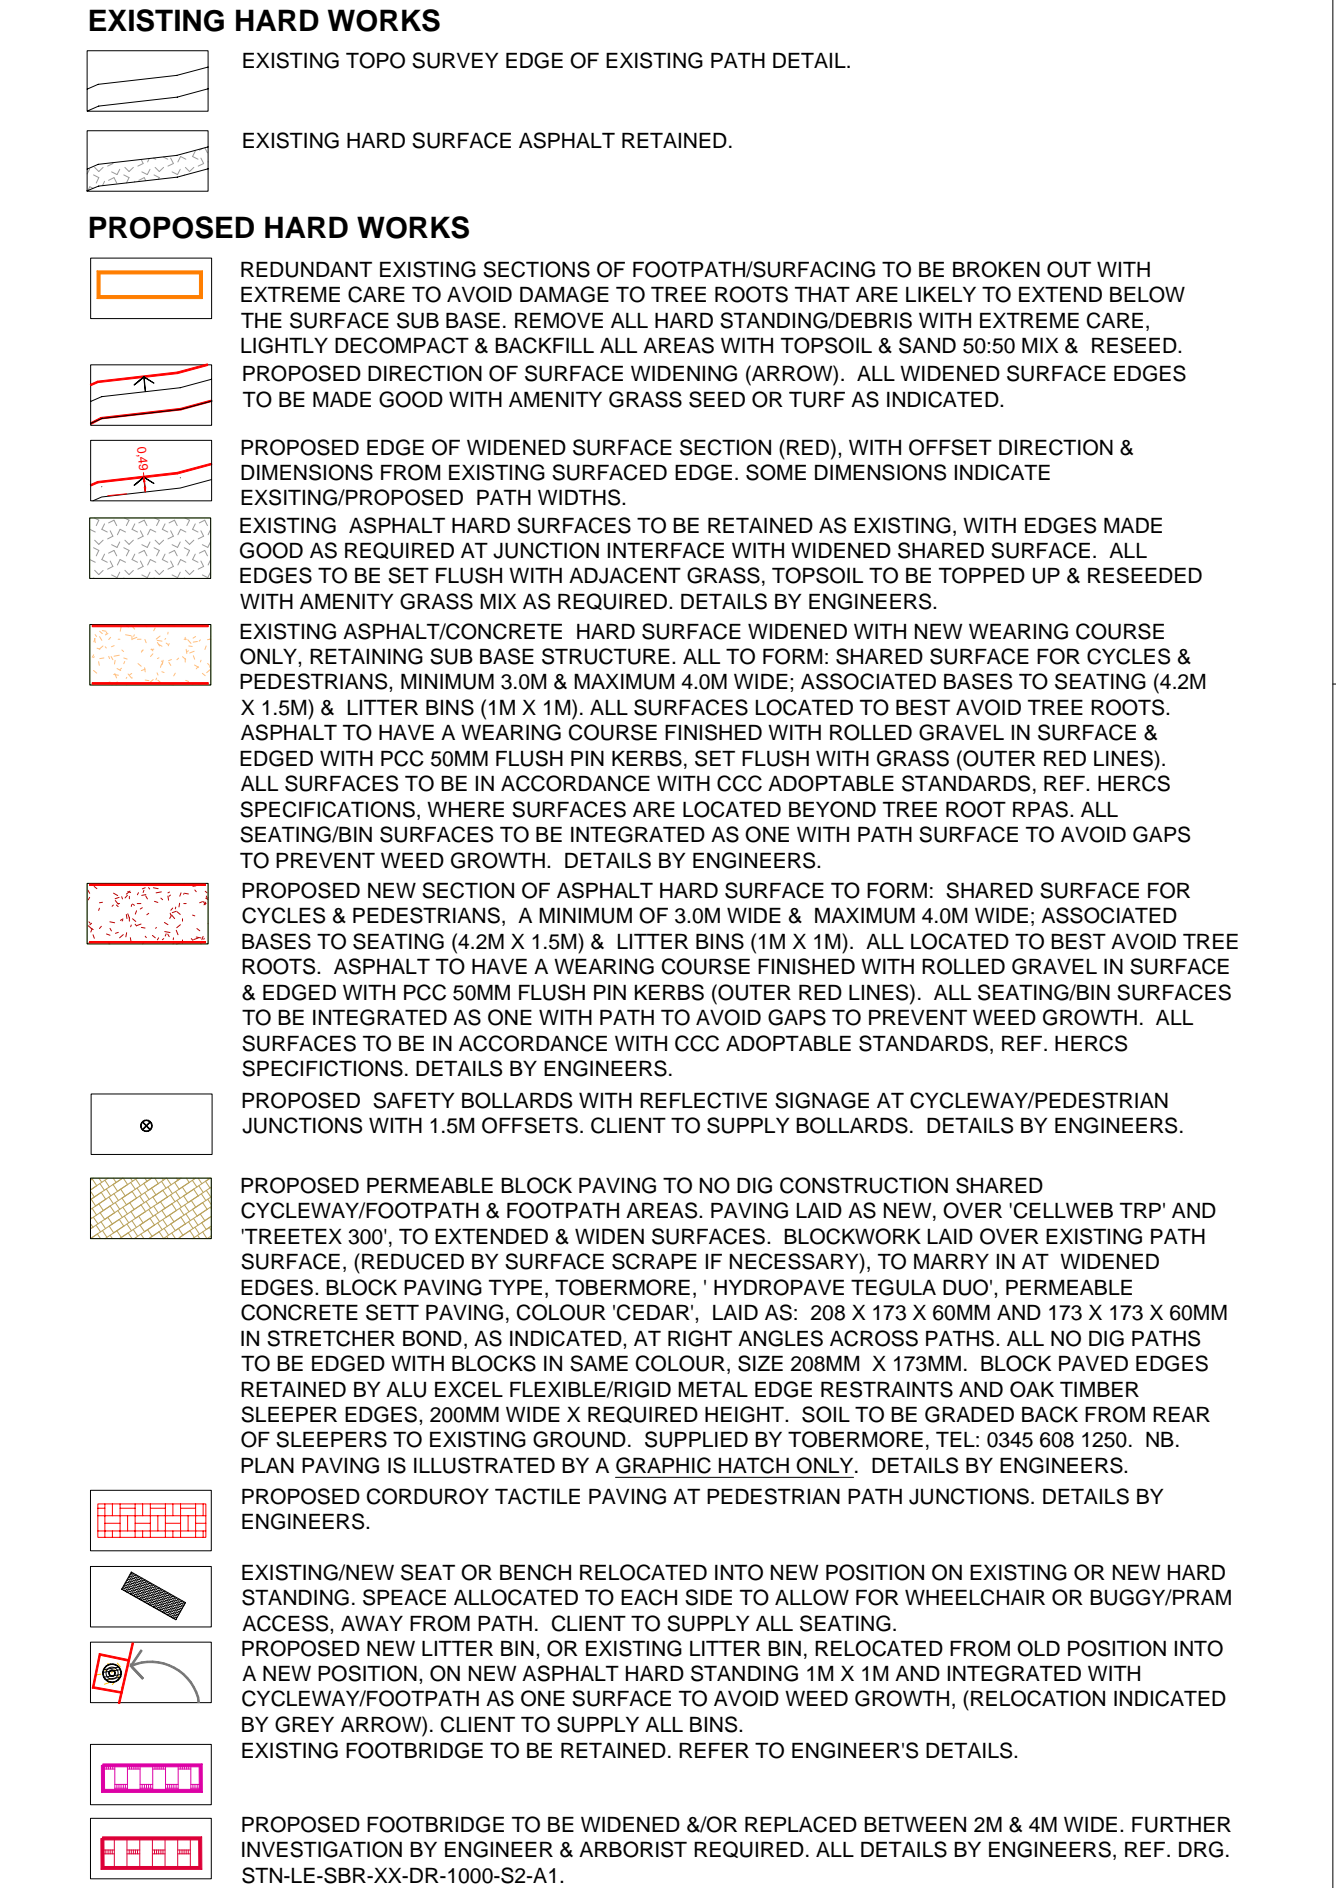 EXISTING HARD WORKS
EXISTING TOPO SURVEY EDGE OF EXISTING PATH DETAIL.
EXISTING HARD SURFACE ASPHALT RETAINED.
PROPOSED HARD WORKS
REDUNDANT EXISTING SECTIONS OF FOOTPATH/SURFACING TO BE BROKEN OUT WITH
EXTREME CARE TO AVOID DAMAGE TO TREE ROOTS THAT ARE LIKELY TO EXTEND BELOW
THE SURFACE SUB BASE. REMOVE ALL HARD STANDING/DEBRIS WITH EXTREME CARE,
LIGHTLY DECOMPACT & BACKFILL ALL AREAS WITH TOPSOIL & SAND 50:50 MIX & RESEED.
PROPOSED DIRECTION OF SURFACE WIDENING (ARROW). ALL WIDENED SURFACE EDGES
TO BE MADE GOOD WITH AMENITY GRASS SEED OR TURF AS INDICATED.
0,49
PROPOSED EDGE OF WIDENED SURFACE SECTION (RED), WITH OFFSET DIRECTION &
DIMENSIONS FROM EXISTING SURFACED EDGE. SOME DIMENSIONS INDICATE
EXSITING/PROPOSED PATH WIDTHS.
EXISTING ASPHALT HARD SURFACES TO BE RETAINED AS EXISTING, WITH EDGES MADE
GOOD AS REQUIRED AT JUNCTION INTERFACE WITH WIDENED SHARED SURFACE. ALL
EDGES TO BE SET FLUSH WITH ADJACENT GRASS, TOPSOIL TO BE TOPPED UP & RESEEDED
WITH AMENITY GRASS MIX AS REQUIRED. DETAILS BY ENGINEERS.
EXISTING ASPHALT/CONCRETE HARD SURFACE WIDENED WITH NEW WEARING COURSE
ONLY, RETAINING SUB BASE STRUCTURE. ALL TO FORM: SHARED SURFACE FOR CYCLES &
PEDESTRIANS, MINIMUM 3.0M & MAXIMUM 4.0M WIDE; ASSOCIATED BASES TO SEATING (4.2M
X 1.5M) & LITTER BINS (1M X 1M). ALL SURFACES LOCATED TO BEST AVOID TREE ROOTS.
ASPHALT TO HAVE A WEARING COURSE FINISHED WITH ROLLED GRAVEL IN SURFACE &
EDGED WITH PCC 50MM FLUSH PIN KERBS, SET FLUSH WITH GRASS (OUTER RED LINES).
ALL SURFACES TO BE IN ACCORDANCE WITH CCC ADOPTABLE STANDARDS, REF. HERCS
SPECIFICATIONS, WHERE SURFACES ARE LOCATED BEYOND TREE ROOT RPAS. ALL
SEATING/BIN SURFACES TO BE INTEGRATED AS ONE WITH PATH SURFACE TO AVOID GAPS
TO PREVENT WEED GROWTH. DETAILS BY ENGINEERS.
PROPOSED NEW SECTION OF ASPHALT HARD SURFACE TO FORM: SHARED SURFACE FOR
CYCLES & PEDESTRIANS, A MINIMUM OF 3.0M WIDE & MAXIMUM 4.0M WIDE; ASSOCIATED
BASES TO SEATING (4.2M X 1.5M) & LITTER BINS (1M X 1M). ALL LOCATED TO BEST AVOID TREE
ROOTS. ASPHALT TO HAVE A WEARING COURSE FINISHED WITH ROLLED GRAVEL IN SURFACE
& EDGED WITH PCC 50MM FLUSH PIN KERBS (OUTER RED LINES). ALL SEATING/BIN SURFACES
TO BE INTEGRATED AS ONE WITH PATH TO AVOID GAPS TO PREVENT WEED GROWTH. ALL
SURFACES TO BE IN ACCORDANCE WITH CCC ADOPTABLE STANDARDS, REF. HERCS
SPECIFICTIONS. DETAILS BY ENGINEERS.
PROPOSED SAFETY BOLLARDS WITH REFLECTIVE SIGNAGE AT CYCLEWAY/PEDESTRIAN
JUNCTIONS WITH 1.5M OFFSETS. CLIENT TO SUPPLY BOLLARDS. DETAILS BY ENGINEERS.
PROPOSED PERMEABLE BLOCK PAVING TO NO DIG CONSTRUCTION SHARED
CYCLEWAY/FOOTPATH & FOOTPATH AREAS. PAVING LAID AS NEW, OVER 'CELLWEB TRP' AND
'TREETEX 300', TO EXTENDED & WIDEN SURFACES. BLOCKWORK LAID OVER EXISTING PATH
SURFACE, (REDUCED BY SURFACE SCRAPE IF NECESSARY), TO MARRY IN AT WIDENED
EDGES. BLOCK PAVING TYPE, TOBERMORE, ' HYDROPAVE TEGULA DUO', PERMEABLE
CONCRETE SETT PAVING, COLOUR 'CEDAR', LAID AS: 208 X 173 X 60MM AND 173 X 173 X 60MM
IN STRETCHER BOND, AS INDICATED, AT RIGHT ANGLES ACROSS PATHS. ALL NO DIG PATHS
TO BE EDGED WITH BLOCKS IN SAME COLOUR, SIZE 208MM X 173MM. BLOCK PAVED EDGES
RETAINED BY ALU EXCEL FLEXIBLE/RIGID METAL EDGE RESTRAINTS AND OAK TIMBER
SLEEPER EDGES, 200MM WIDE X REQUIRED HEIGHT. SOIL TO BE GRADED BACK FROM REAR
OF SLEEPERS TO EXISTING GROUND. SUPPLIED BY TOBERMORE, TEL: 0345 608 1250. NB.
PLAN PAVING IS ILLUSTRATED BY A GRAPHIC HATCH ONLY. DETAILS BY ENGINEERS.
PROPOSED CORDUROY TACTILE PAVING AT PEDESTRIAN PATH JUNCTIONS. DETAILS BY
ENGINEERS.
EXISTING/NEW SEAT OR BENCH RELOCATED INTO NEW POSITION ON EXISTING OR NEW HARD
STANDING. SPEACE ALLOCATED TO EACH SIDE TO ALLOW FOR WHEELCHAIR OR BUGGY/PRAM
ACCESS, AWAY FROM PATH. CLIENT TO SUPPLY ALL SEATING.
PROPOSED NEW LITTER BIN, OR EXISTING LITTER BIN, RELOCATED FROM OLD POSITION INTO
A NEW POSITION, ON NEW ASPHALT HARD STANDING 1M X 1M AND INTEGRATED WITH
CYCLEWAY/FOOTPATH AS ONE SURFACE TO AVOID WEED GROWTH, (RELOCATION INDICATED
BY GREY ARROW). CLIENT TO SUPPLY ALL BINS.
EXISTING FOOTBRIDGE TO BE RETAINED. REFER TO ENGINEER'S DETAILS.
PROPOSED FOOTBRIDGE TO BE WIDENED &/OR REPLACED BETWEEN 2M & 4M WIDE. FURTHER
INVESTIGATION BY ENGINEER & ARBORIST REQUIRED. ALL DETAILS BY ENGINEERS, REF. DRG.
STN-LE-SBR-XX-DR-1000-S2-A1.